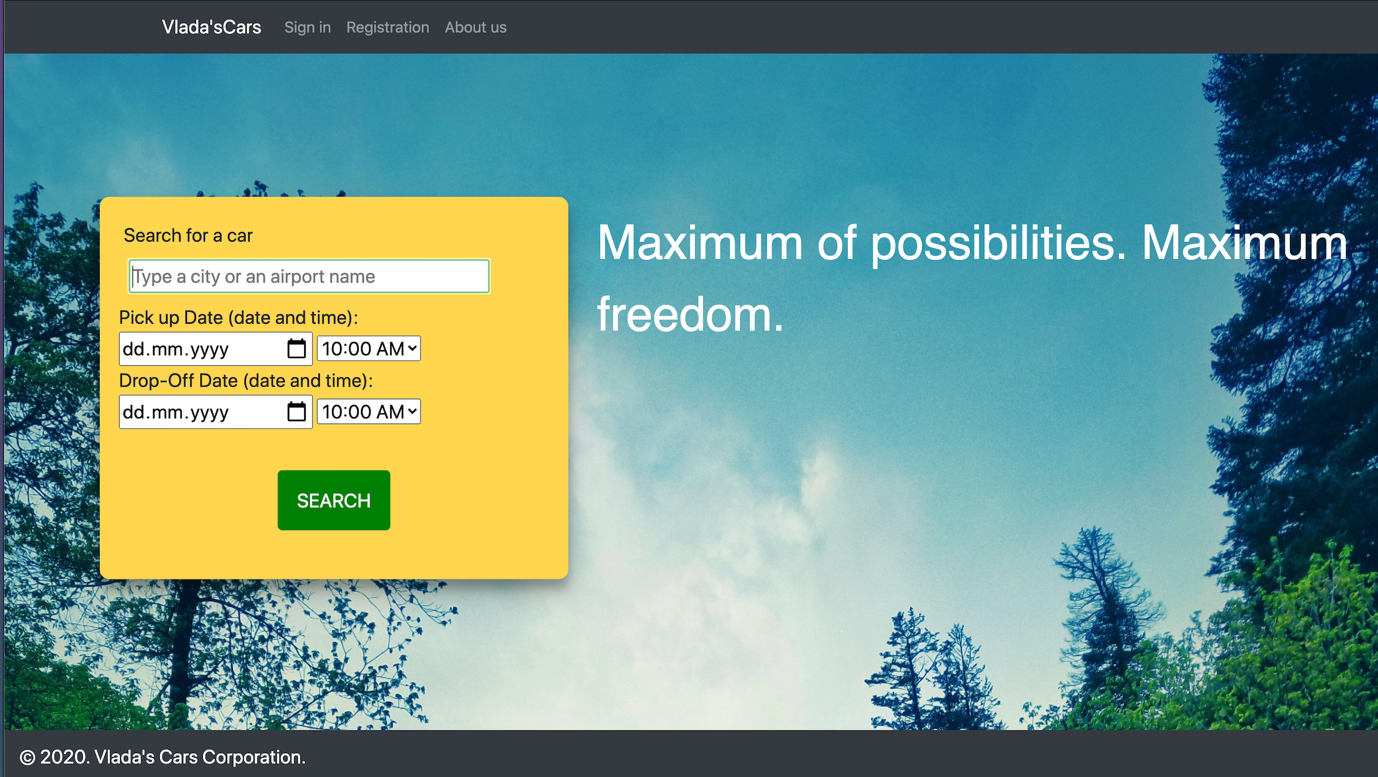 Vlada'sCars Sign in Registration About us
Search for a car
Type a city or an airport name
Pick up Date (date and time):
dd.mm.yyyy 10:00 AM
Drop-Off Date (date and time):
dd.mm.yyyy 10:00 AM
SEARCH
Maximum of possibilities. Maximum
freedom.
© 2020. Vlada's Cars Corporation.